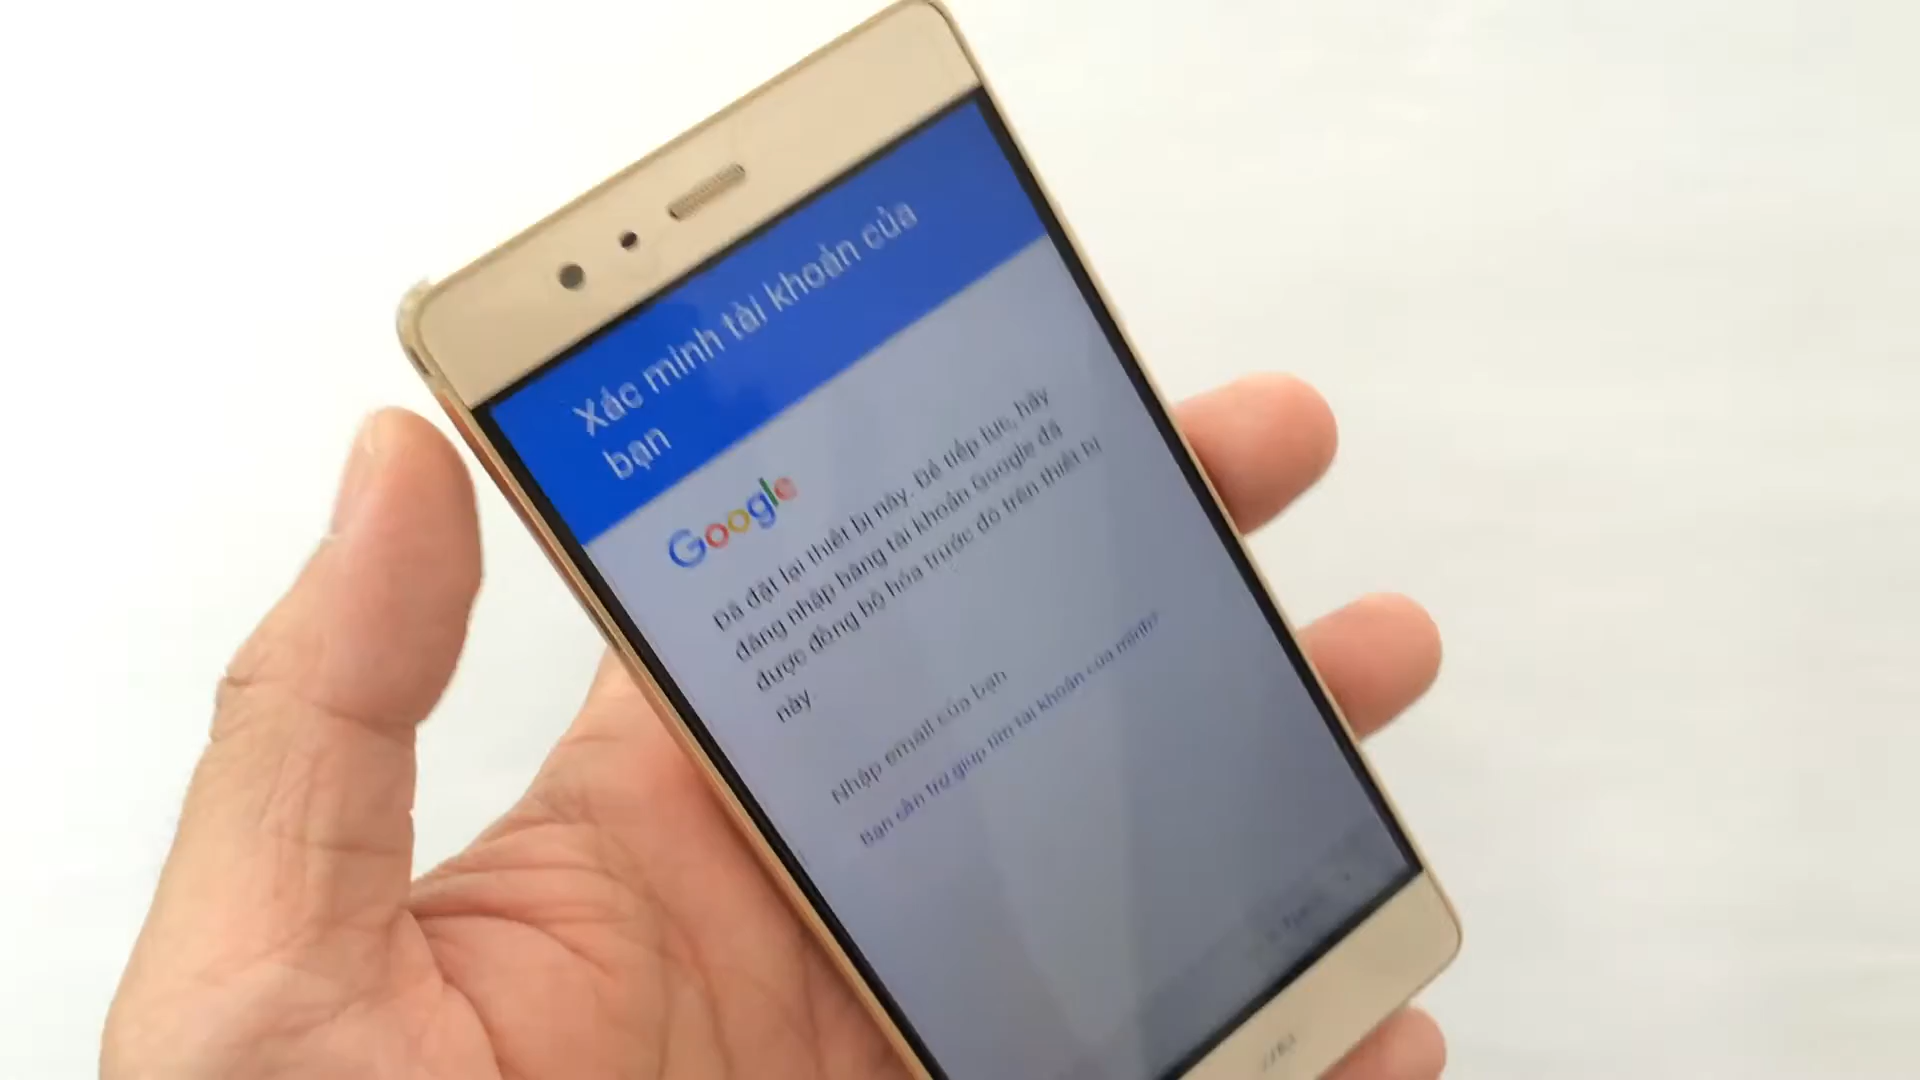 Xác minh tài khoản của
bạn
Google
Đã đặt lại thiết bị này. Để tiếp tục, hãy
đăng nhập bằng tài khoản Google đã
được đồng bộ hóa trước đó trên thiết bị
này.
Nhập email của bạn
Bạn cần trợ giúp tìm tài khoản của mình?